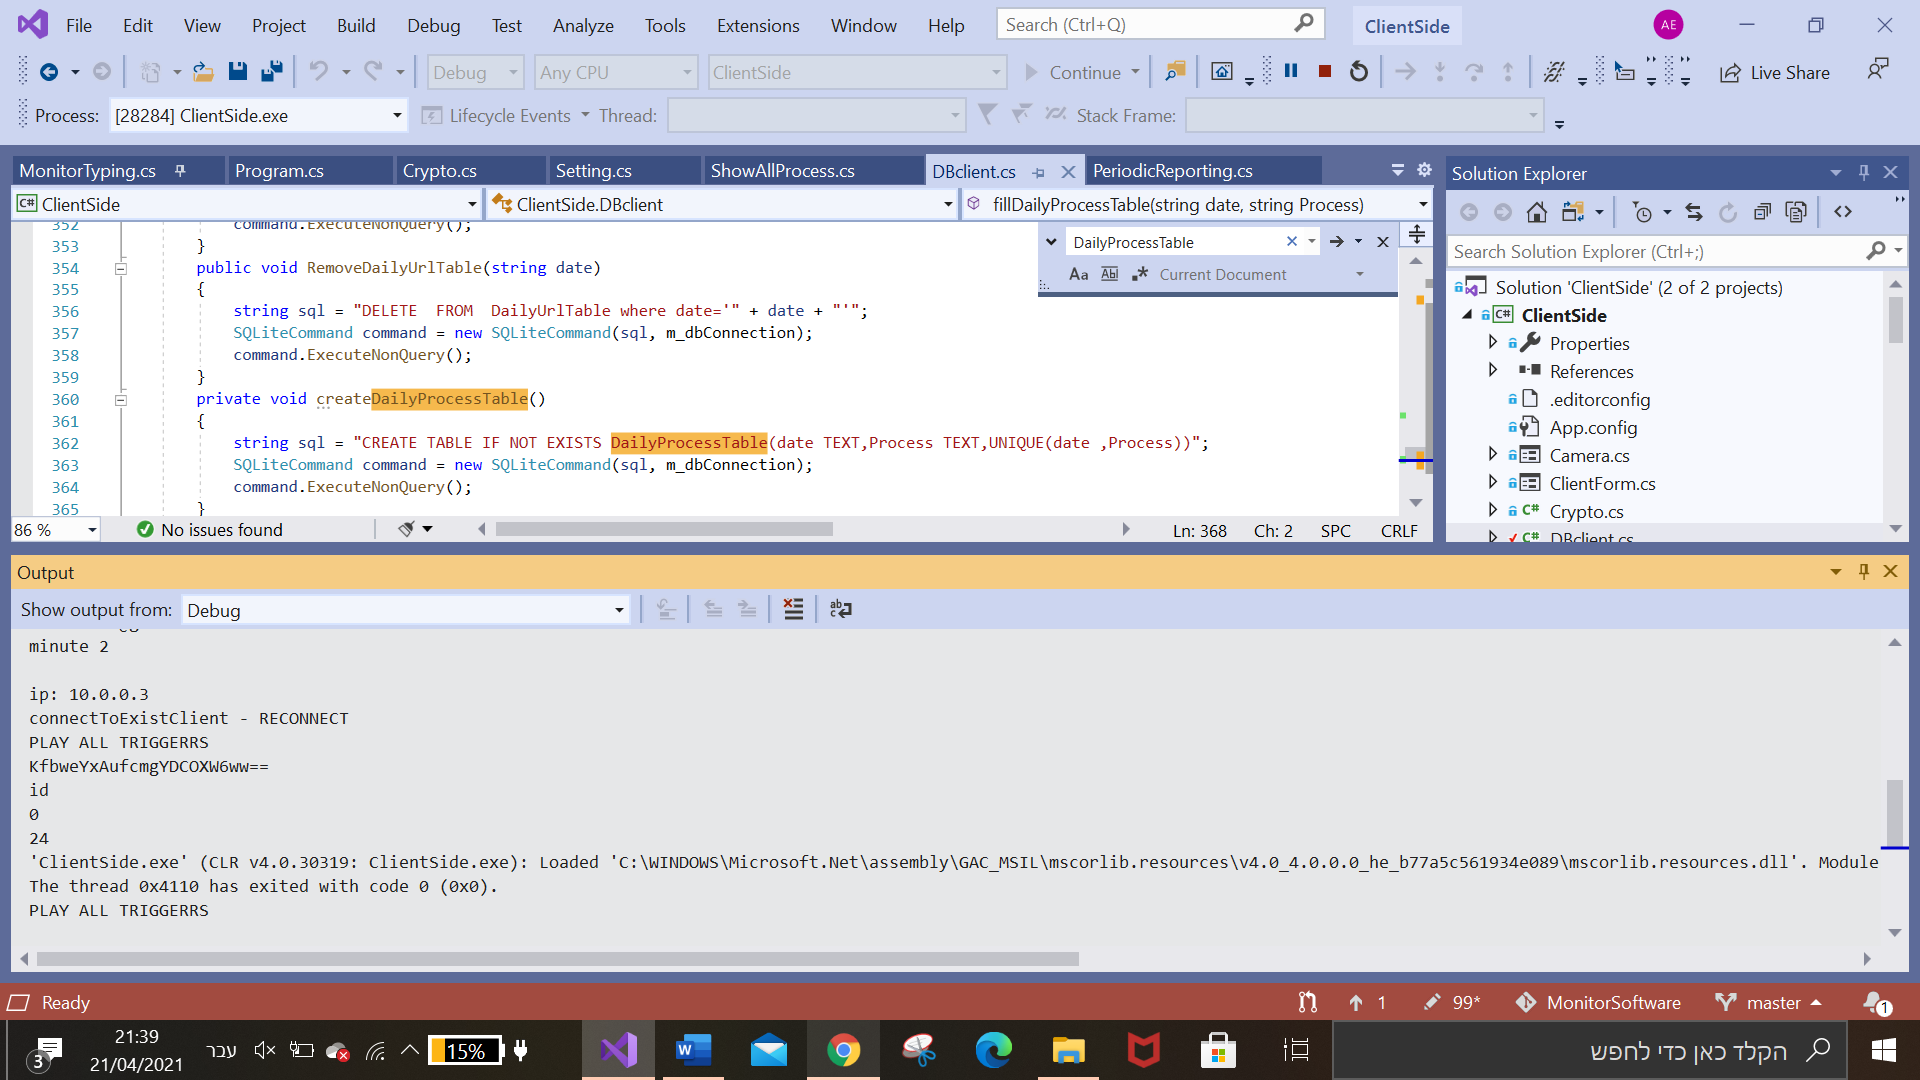 File Edit View Project Build Debug Test Analyze Tools Extensions Window Help Search (Ctrl+Q) ClientSide AE
Debug Any CPU ClientSide Continue Live Share
Process: [28284] ClientSide.exe Lifecycle Events Thread: Stack Frame:
MonitorTyping.cs Program.cs Crypto.cs Setting.cs ShowAllProcess.cs DBclient.cs PeriodicReporting.cs
C# ClientSide ClientSide.DBclient fillDailyProcessTable(string date, string Process)
DailyProcessTable
Aa Abl Current Document
352 command.ExecuteNonQuery();
353 }
354 public void RemoveDailyUrlTable(string date)
355 {
356 string sql = "DELETE  FROM  DailyUrlTable where date='" + date + "'";
357 SQLiteCommand command = new SQLiteCommand(sql, m_dbConnection);
358 command.ExecuteNonQuery();
359 }
360 private void createDailyProcessTable()
361 {
362 string sql = "CREATE TABLE IF NOT EXISTS DailyProcessTable(date TEXT,Process TEXT,UNIQUE(date ,Process))";
363 SQLiteCommand command = new SQLiteCommand(sql, m_dbConnection);
364 command.ExecuteNonQuery();
365 }
86 % No issues found Ln: 368 Ch: 2 SPC CRLF
Solution Explorer
Search Solution Explorer (Ctrl+;)
Solution 'ClientSide' (2 of 2 projects)
C# ClientSide
Properties
References
.editorconfig
App.config
Camera.cs
ClientForm.cs
C# Crypto.cs
C# DBclient.cs
Output
Show output from: Debug
minute 2
ip: 10.0.0.3
connectToExistClient - RECONNECT
PLAY ALL TRIGGERRS
KfbweYxAufcmgYDCOXW6ww==
id
0
24
'ClientSide.exe' (CLR v4.0.30319: ClientSide.exe): Loaded 'C:\WINDOWS\Microsoft.Net\assembly\GAC_MSIL\mscorlib.resources\v4.0_4.0.0.0_he_b77a5c561934e089\mscorlib.resources.dll'. Module
The thread 0x4110 has exited with code 0 (0x0).
PLAY ALL TRIGGERRS
Ready 1 99* MonitorSoftware master 1
3 21:39 עבר 15% הקלד כאן כדי לחפש
21/04/2021